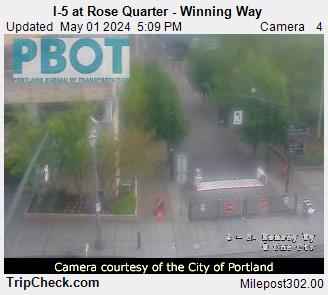 I-5 at Rose Quarter - Winning Way
Updated May 01 2024 5:09 PM Camera 4
PBOT
PORTLAND BUREAU OF TRANSPORTATION
Camera courtesy of the City of Portland
TripCheck.com Milepost302.00